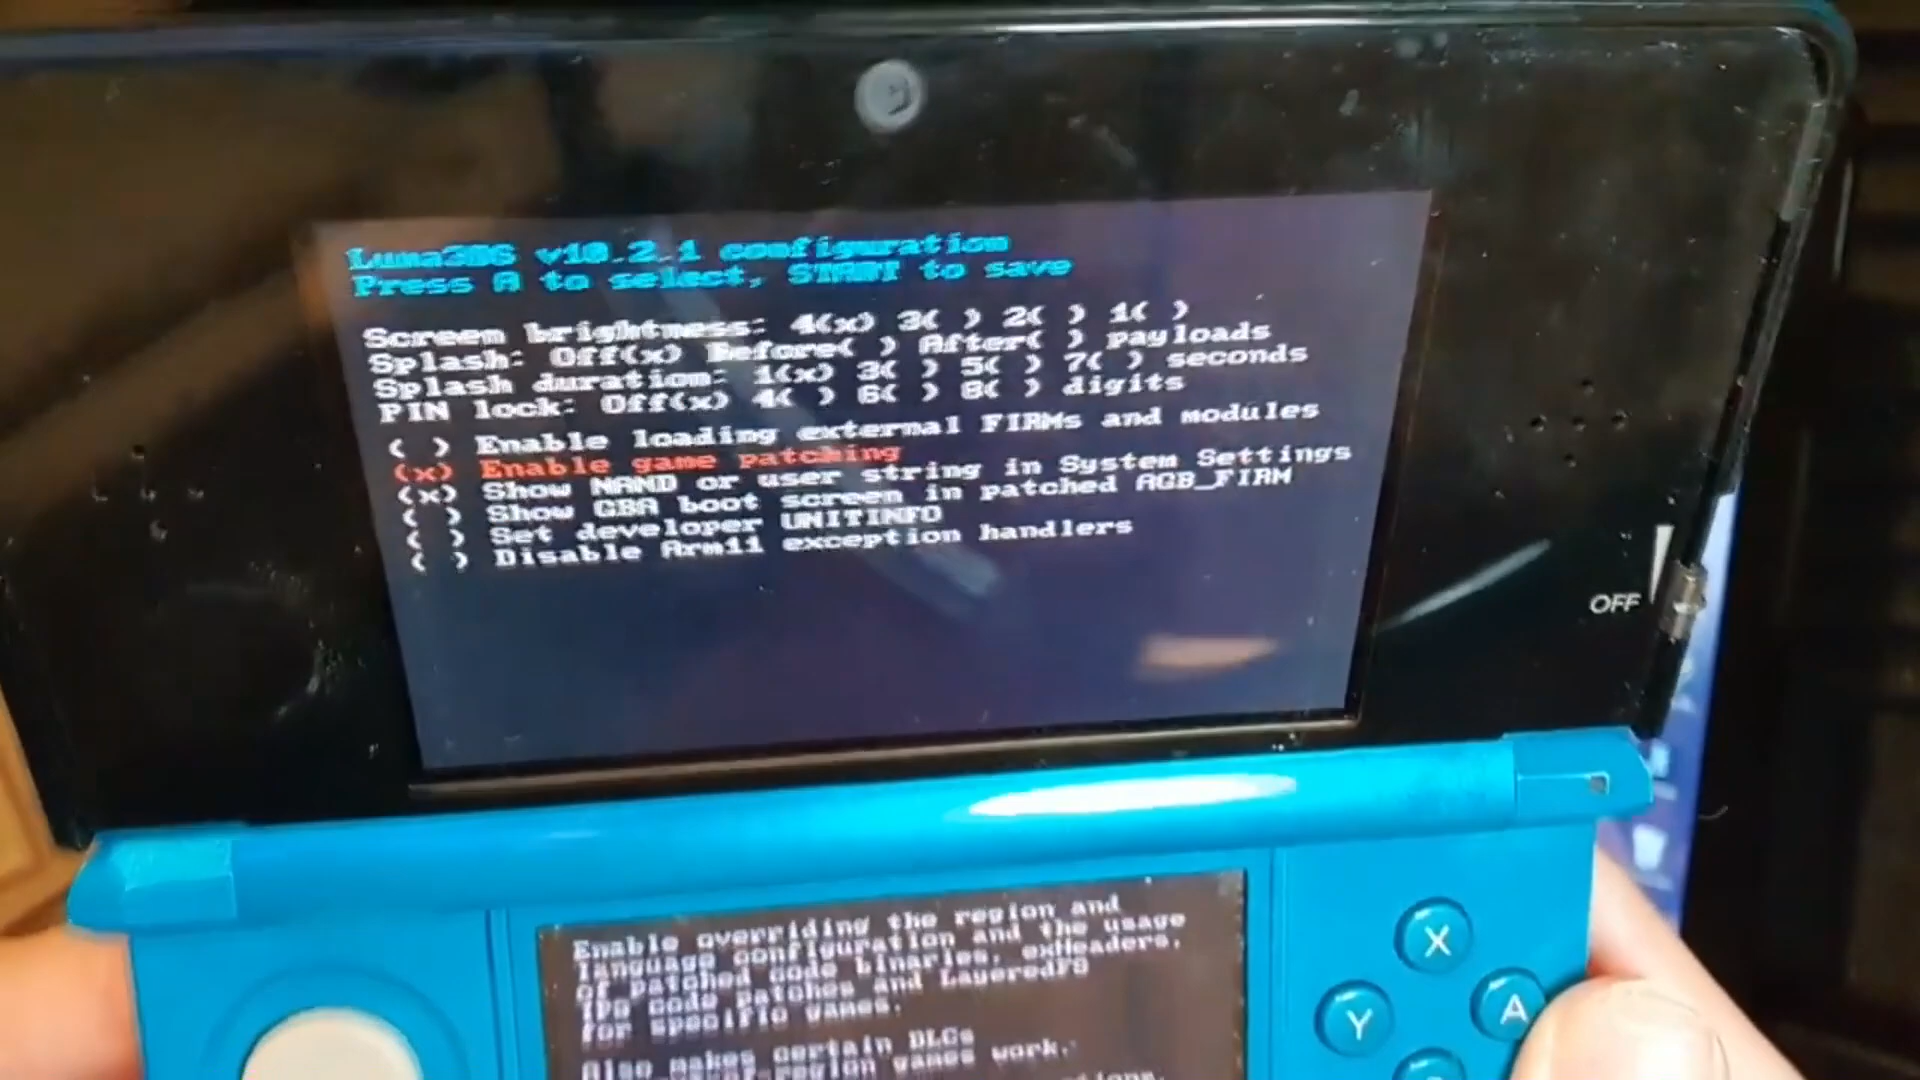 Luma3DS v10.2.1 configuration
Press A to select, START to save
Screen brightness: 4(x) 3( ) 2( ) 1( )
Splash: Off(x) Before( ) After( ) payloads
Splash duration: 1(x) 3( ) 5( ) 7( ) seconds
PIN lock: Off(x) 4( ) 6( ) 8( ) digits
( ) Enable loading external FIRMs and modules
(x) Enable game patching
(x) Show NAND or user string in System Settings
( ) Show GBA boot screen in patched AGB_FIRM
( ) Set developer UNITINFO
( ) Disable Arm11 exception handlers
OFF
Enable overriding the region and
language configuration and the usage
of patched code binaries, exHeaders,
IPS code patches and LayeredFS
for specific games.
Also makes certain DLCs
games work.
X
Y
A